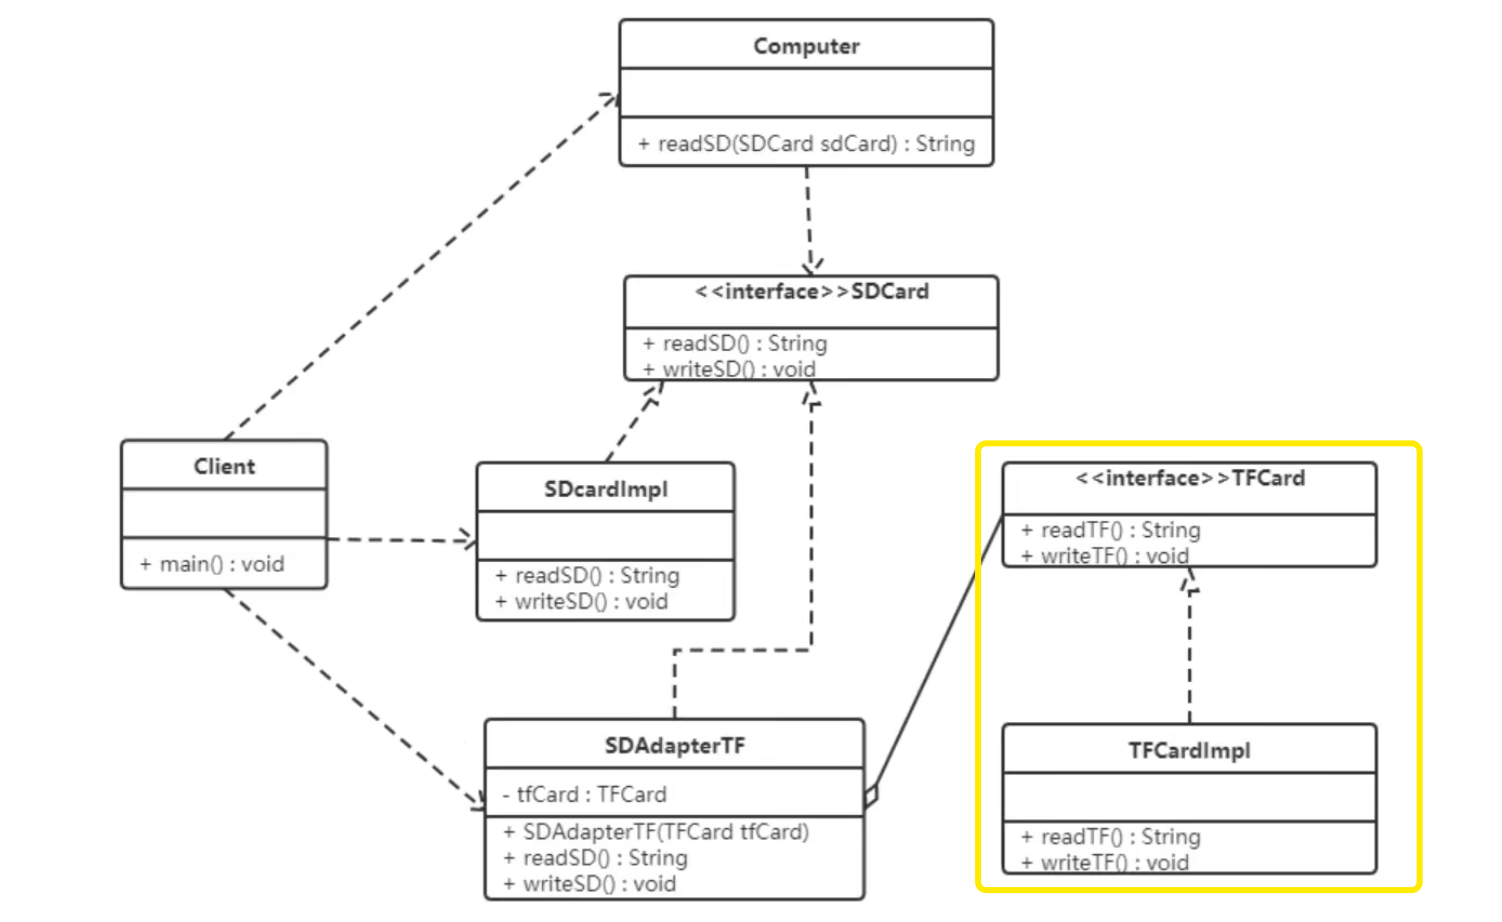 Computer
+ readSD(SDCard sdCard) : String
<<interface>>SDCard
+ readSD() : String
+ writeSD() : void
Client
+ main() : void
SDcardImpl
+ readSD() : String
+ writeSD() : void
<<interface>>TFCard
+ readTF() : String
+ writeTF() : void
SDAdapterTF
- tfCard : TFCard
+ SDAdapterTF(TFCard tfCard)
+ readSD() : String
+ writeSD() : void
TFCardImpl
+ readTF() : String
+ writeTF() : void